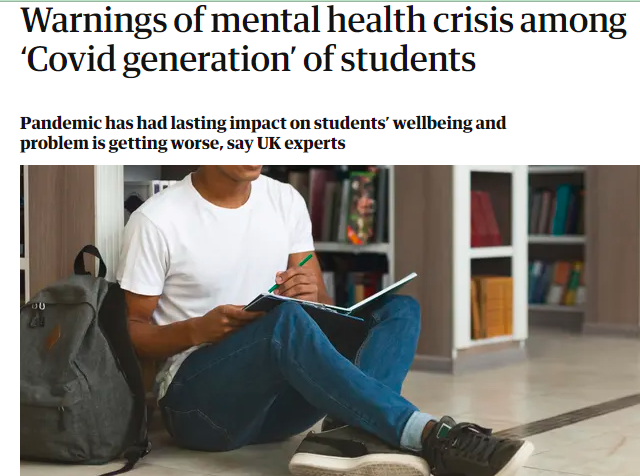 Warnings of mental health crisis among
‘Covid generation’ of students
Pandemic has had lasting impact on students’ wellbeing and
problem is getting worse, say UK experts